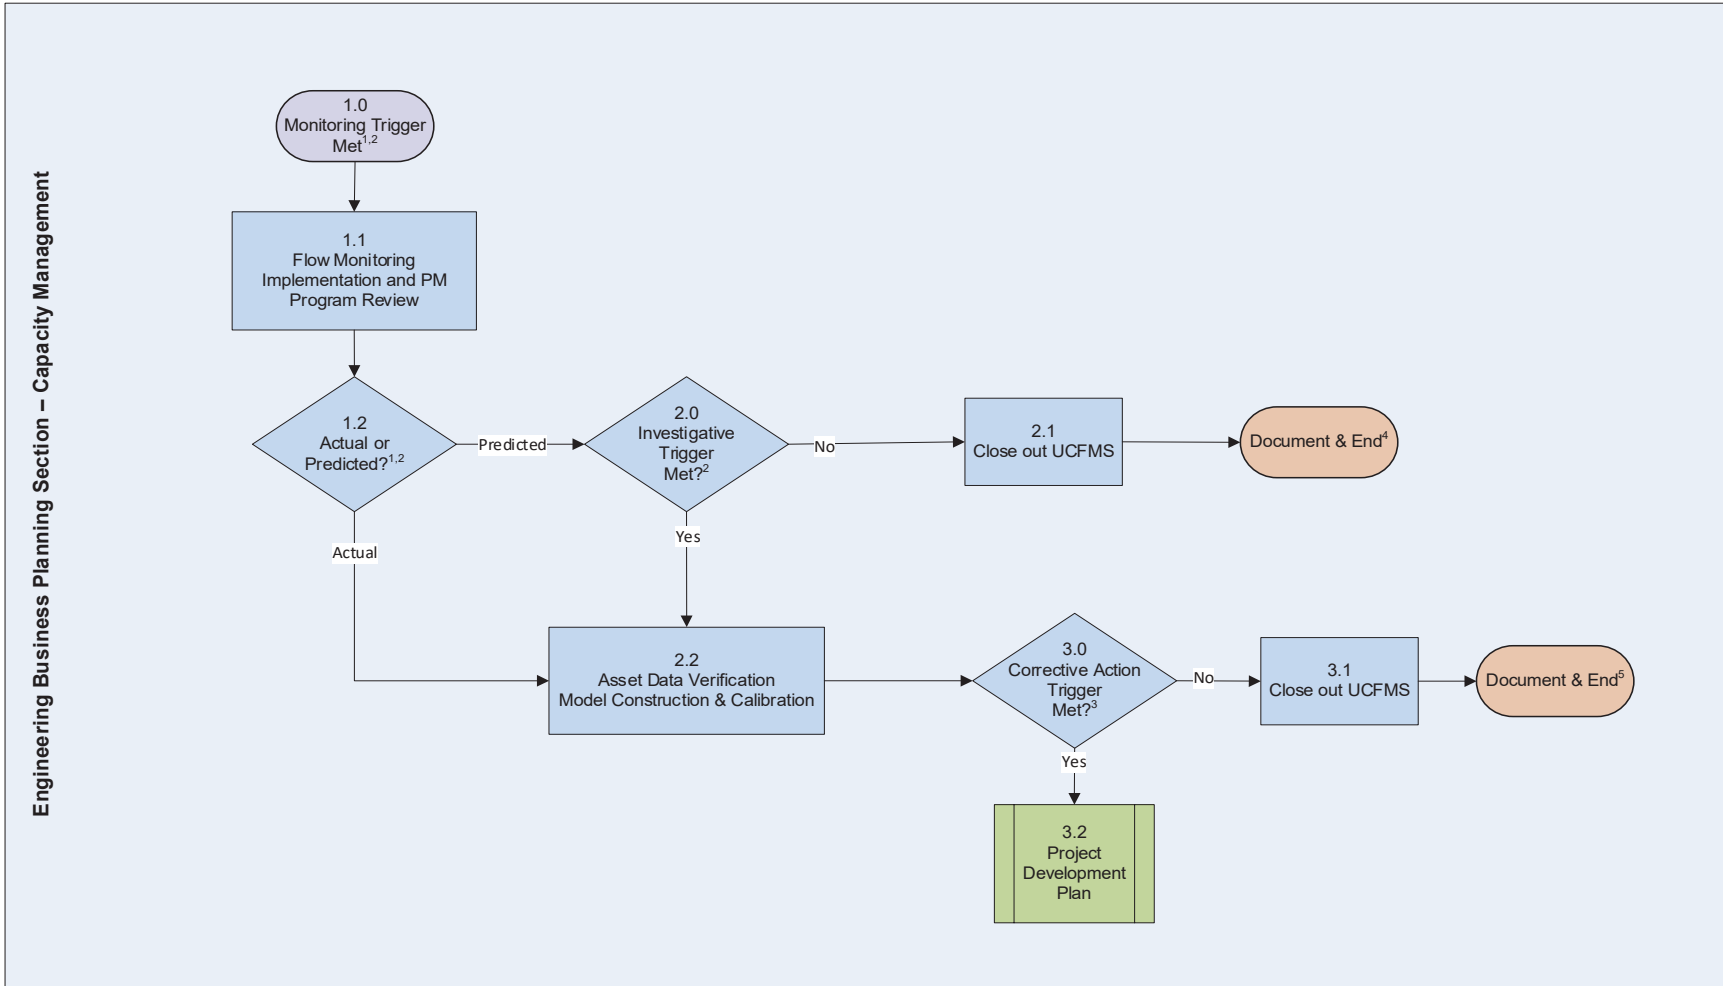 Engineering Business Planning Section – Capacity Management
1.0
Monitoring Trigger
Met1,2
1.1
Flow Monitoring
Implementation and PM
Program Review
1.2
Actual or
Predicted?1,2
Predicted
2.0
Investigative
Trigger
Met?2
No
2.1
Close out UCFMS
Document & End4
Actual
Yes
2.2
Asset Data Verification
Model Construction & Calibration
3.0
Corrective Action
Trigger
Met?3
No
3.1
Close out UCFMS
Document & End5
Yes
3.2
Project
Development
Plan